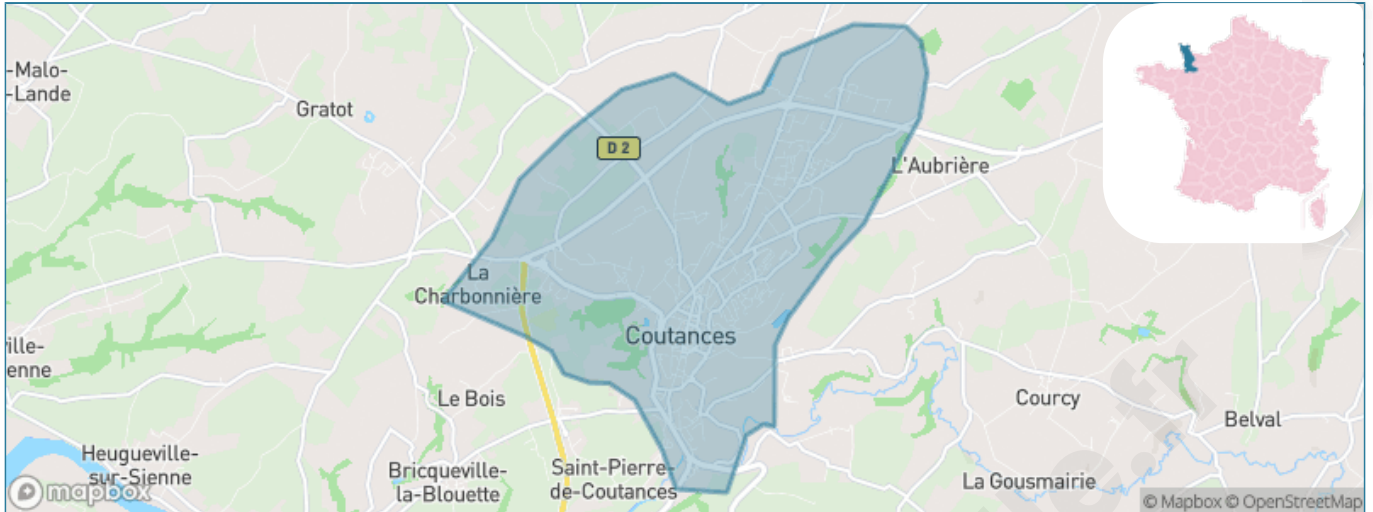 -Malo-
-Lande
Gratot
D 2
L'Aubrière
La
Charbonnière
Coutances
ville-
enne
Le Bois
Courcy
Belval
Heugueville-
sur-Sienne
Bricqueville-
la-Blouette
Saint-Pierre-
de-Coutances
La Gousmairie
mapbox
© Mapbox © OpenStreetMap